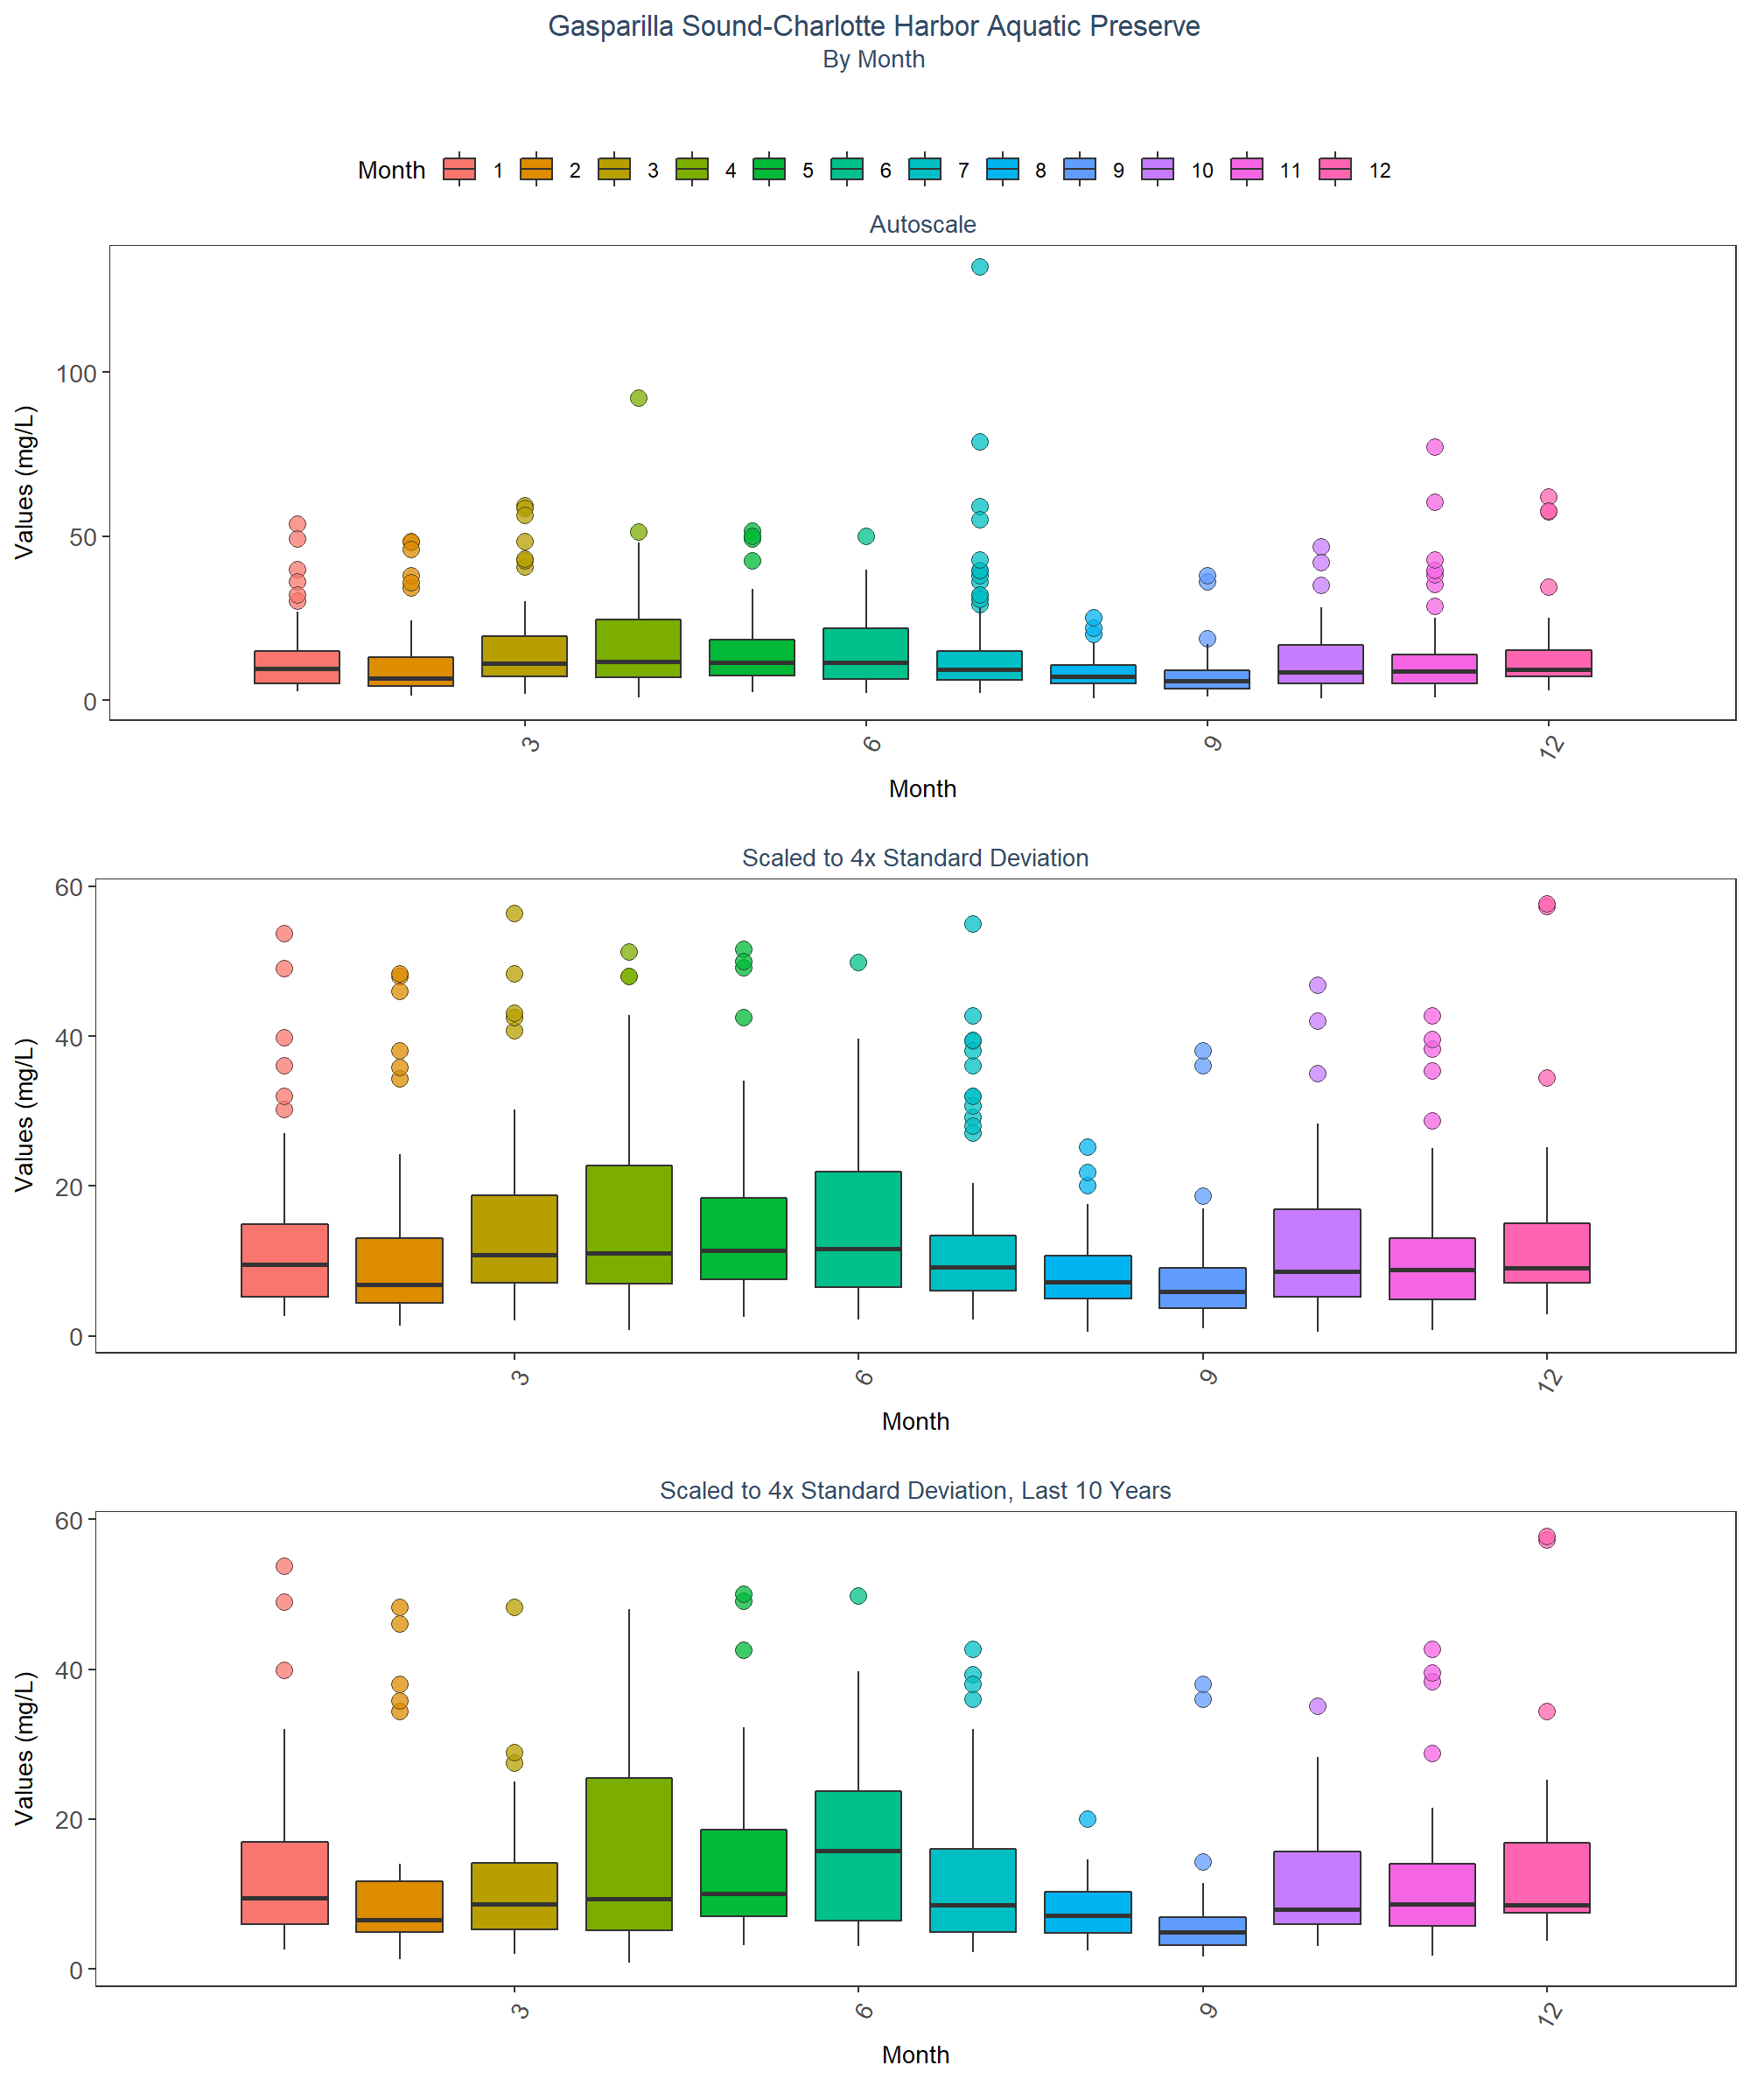 Gasparilla Sound-Charlotte Harbor Aquatic Preserve
By Month
Month 1 2 3 4 5 6 7 8 9 10 11 12
Autoscale
Values (mg/L)
100
50
0
3 6 9 12
Month
Scaled to 4x Standard Deviation
Values (mg/L)
60
40
20
0
3 6 9 12
Month
Scaled to 4x Standard Deviation, Last 10 Years
Values (mg/L)
60
40
20
0
3 6 9 12
Month